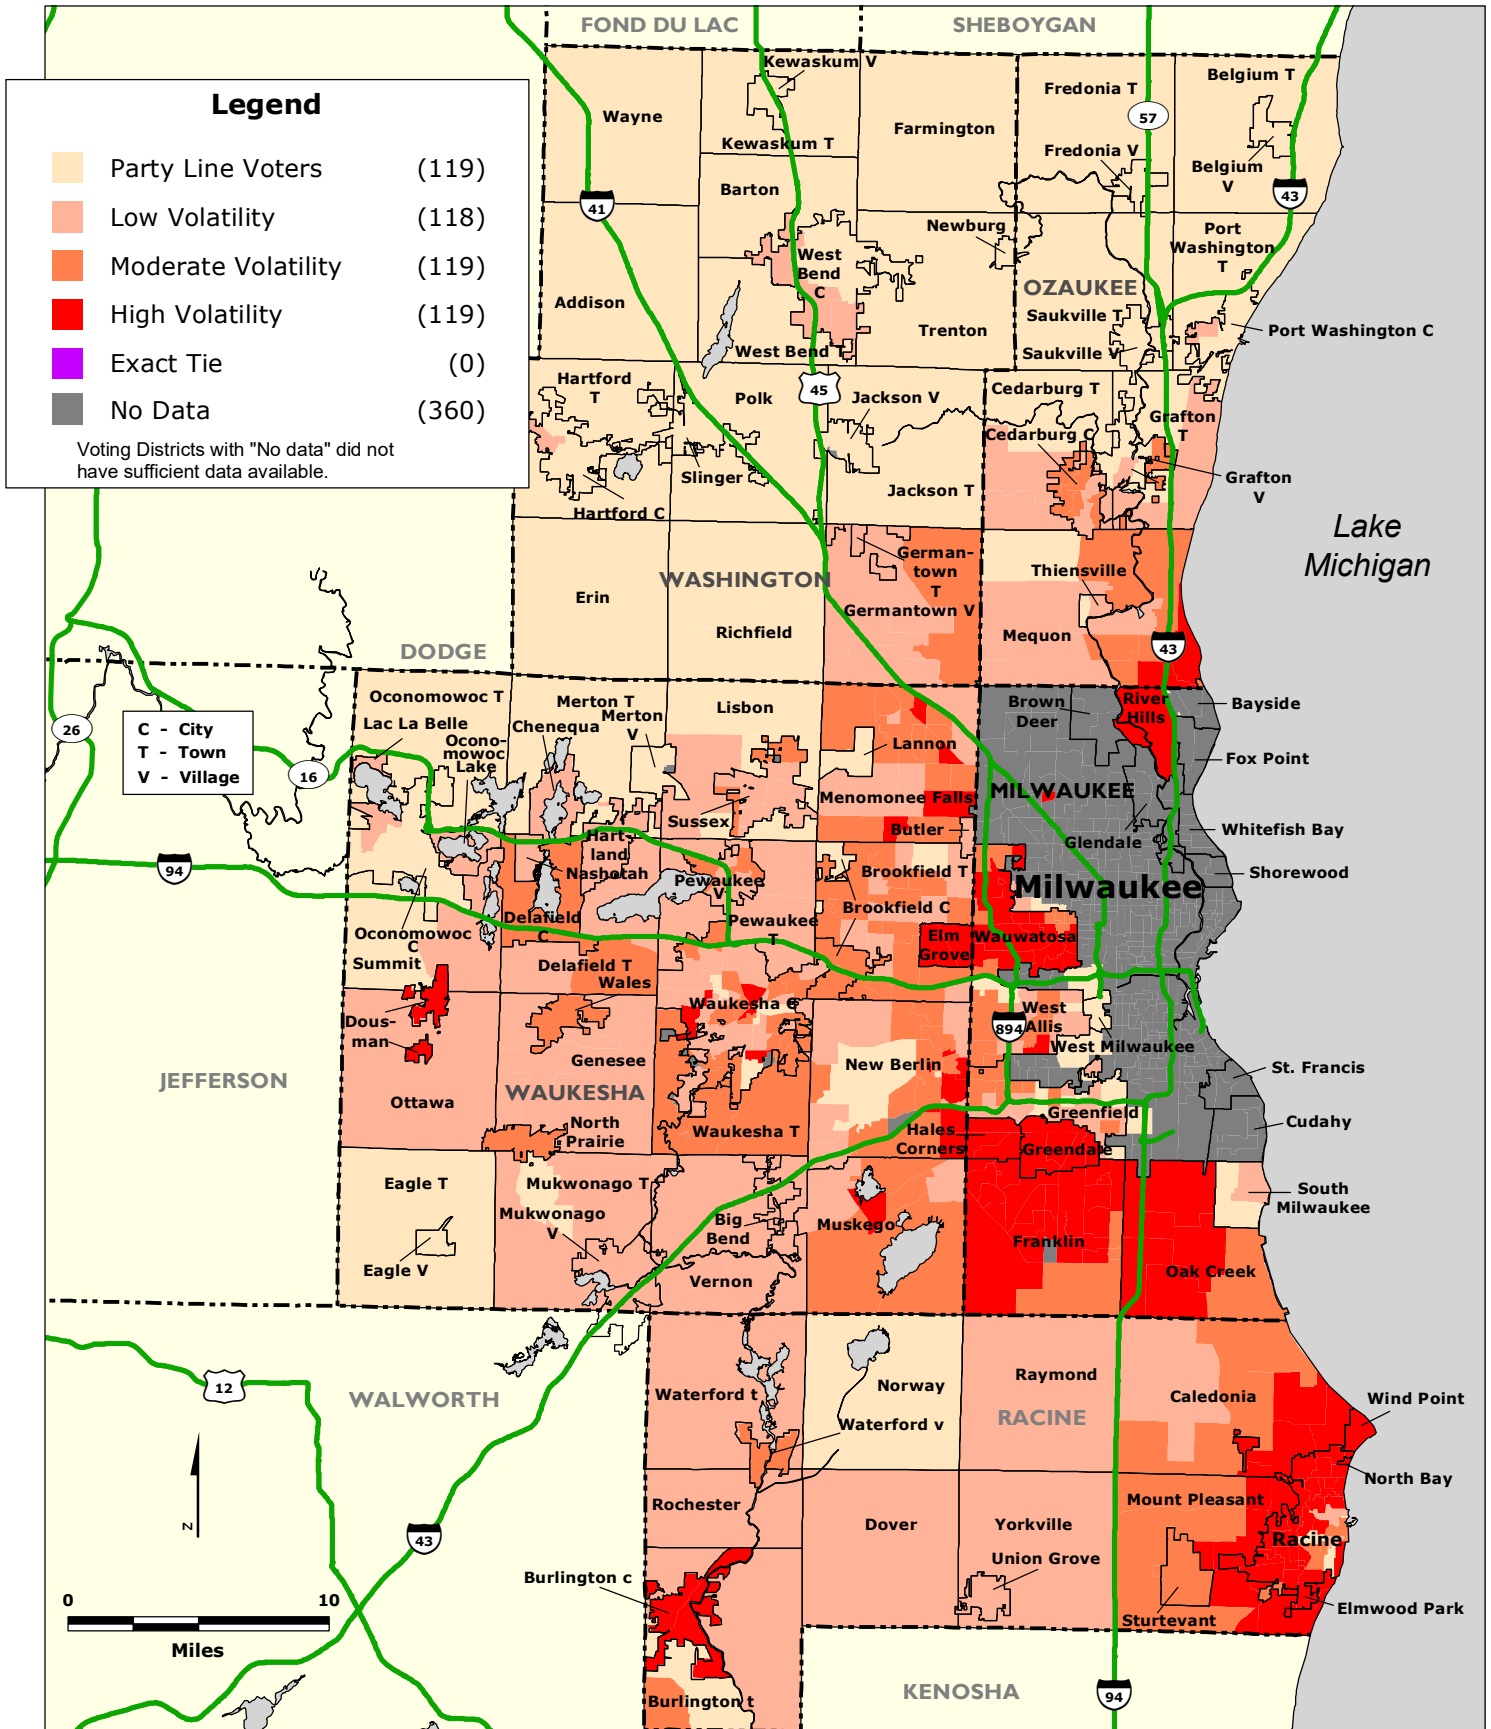 FOND DU LAC
SHEBOYGAN
Legend
Party Line Voters (119)
Low Volatility (118)
Moderate Volatility (119)
High Volatility (119)
Exact Tie (0)
No Data (360)
Voting Districts with "No data" did not
have sufficient data available.
Kewaskum V
Wayne
Kewaskum T
Farmington
Fredonia T
Belgium T
57
Fredonia V
Belgium
V
43
Barton
41
Newburg
Port
Washington
T
West
Bend
C
Addison
OZAUKEE
Saukville T
Trenton
Port Washington C
West Bend T
Saukville V
Hartford
T
Polk
45
Jackson V
Cedarburg T
Grafton
T
Cedarburg C
Slinger
Jackson T
Grafton
V
Hartford C
Lake
Michigan
German-
town
T
Thiensville
WASHINGTON
Erin
Germantown V
Richfield
Mequon
43
DODGE
Oconomowoc T
Merton T
Lisbon
Brown
Deer
River
Hills
Bayside
Lac La Belle
Chenequa
Merton
V
26
C - City
T - Town
V - Village
Ocono-
mowoc
Lake
Lannon
Fox Point
16
MILWAUKEE
Menomonee Falls
Sussex
Butler
Whitefish Bay
Glendale
Hart-
land
94
Nashotah
Brookfield T
Shorewood
Pewaukee
V
Milwaukee
Brookfield C
Delafield
C
Pewaukee
T
Elm
Grove
Wauwatosa
Oconomowoc
C
Summit
Delafield T
Wales
Waukesha C
West
Allis
Dous-
man
894
West Milwaukee
Genesee
New Berlin
St. Francis
JEFFERSON
WAUKESHA
Ottawa
Greenfield
Cudahy
North
Prairie
Waukesha T
Hales
Corners
Greendale
Eagle T
Mukwonago T
South
Milwaukee
Mukwonago
V
Big
Bend
Muskego
Franklin
Eagle V
Vernon
Oak Creek
12
WALWORTH
Waterford t
Norway
Raymond
Caledonia
Wind Point
RACINE
Waterford v
North Bay
Rochester
Mount Pleasant
N
43
Dover
Yorkville
Racine
Union Grove
Burlington c
0 10
Miles
Sturtevant
Elmwood Park
KENOSHA
94
Burlington t